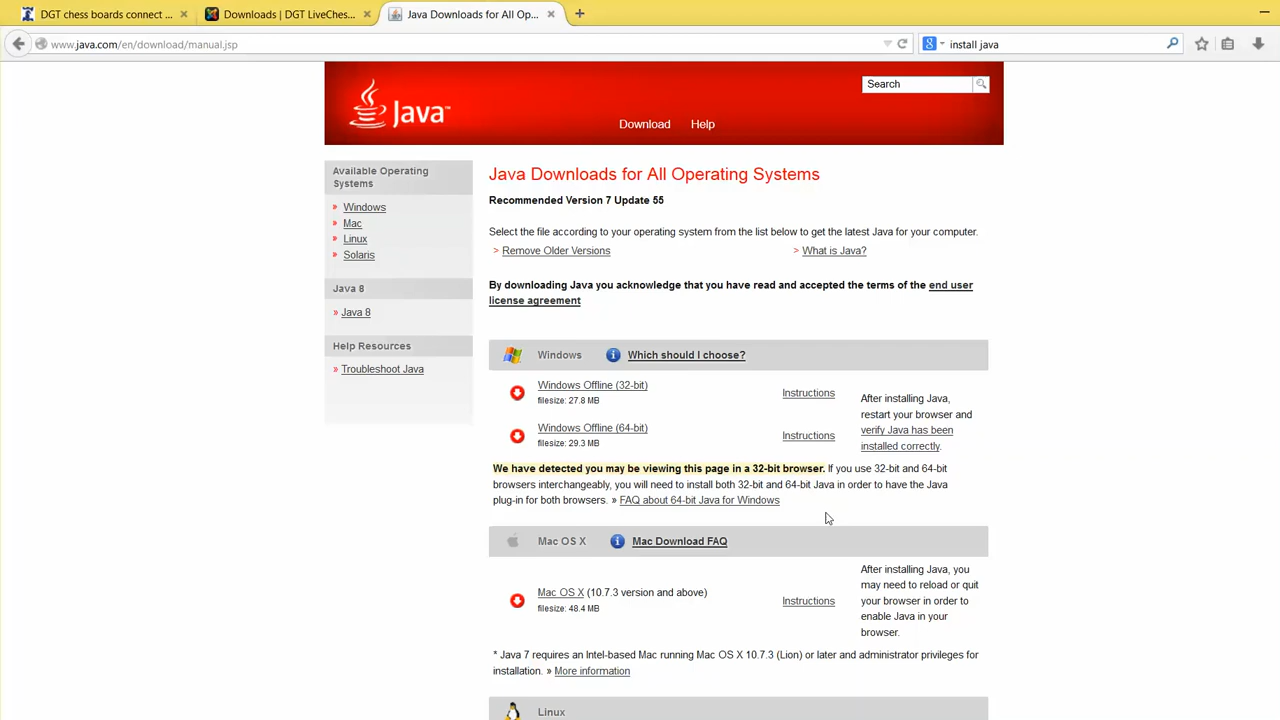 DGT chess boards connect ...
Downloads | DGT LiveChes...
Java Downloads for All Op...
www.java.com/en/download/manual.jsp
install java
Java™
Search
Download
Help
Available Operating
Systems
Windows
Mac
Linux
Solaris
Java 8
Java 8
Help Resources
Troubleshoot Java
Java Downloads for All Operating Systems
Recommended Version 7 Update 55
Select the file according to your operating system from the list below to get the latest Java for your computer.
> Remove Older Versions
> What is Java?
By downloading Java you acknowledge that you have read and accepted the terms of the end user
license agreement
Windows
Which should I choose?
Windows Offline (32-bit)
filesize: 27.8 MB
Instructions
Windows Offline (64-bit)
filesize: 29.3 MB
Instructions
After installing Java,
restart your browser and
verify Java has been
installed correctly.
We have detected you may be viewing this page in a 32-bit browser. If you use 32-bit and 64-bit
browsers interchangeably, you will need to install both 32-bit and 64-bit Java in order to have the Java
plug-in for both browsers. » FAQ about 64-bit Java for Windows
Mac OS X
Mac Download FAQ
Mac OS X (10.7.3 version and above)
filesize: 48.4 MB
Instructions
After installing Java, you
may need to reload or quit
your browser in order to
enable Java in your
browser.
* Java 7 requires an Intel-based Mac running Mac OS X 10.7.3 (Lion) or later and administrator privileges for
installation. » More information
Linux